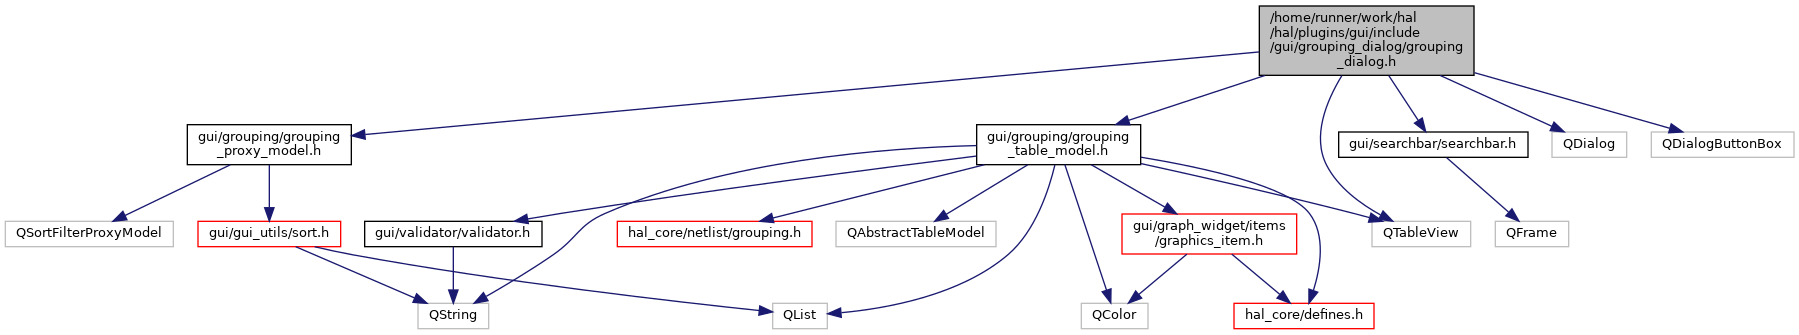 /home/runner/work/hal
/hal/plugins/gui/include
/gui/grouping_dialog/grouping
_dialog.h
gui/grouping/grouping
_proxy_model.h
gui/grouping/grouping
_table_model.h
gui/searchbar/searchbar.h
QDialog
QDialogButtonBox
QSortFilterProxyModel
gui/gui_utils/sort.h
gui/validator/validator.h
hal_core/netlist/grouping.h
QAbstractTableModel
gui/graph_widget/items
/graphics_item.h
QTableView
QFrame
QString
QList
QColor
hal_core/defines.h